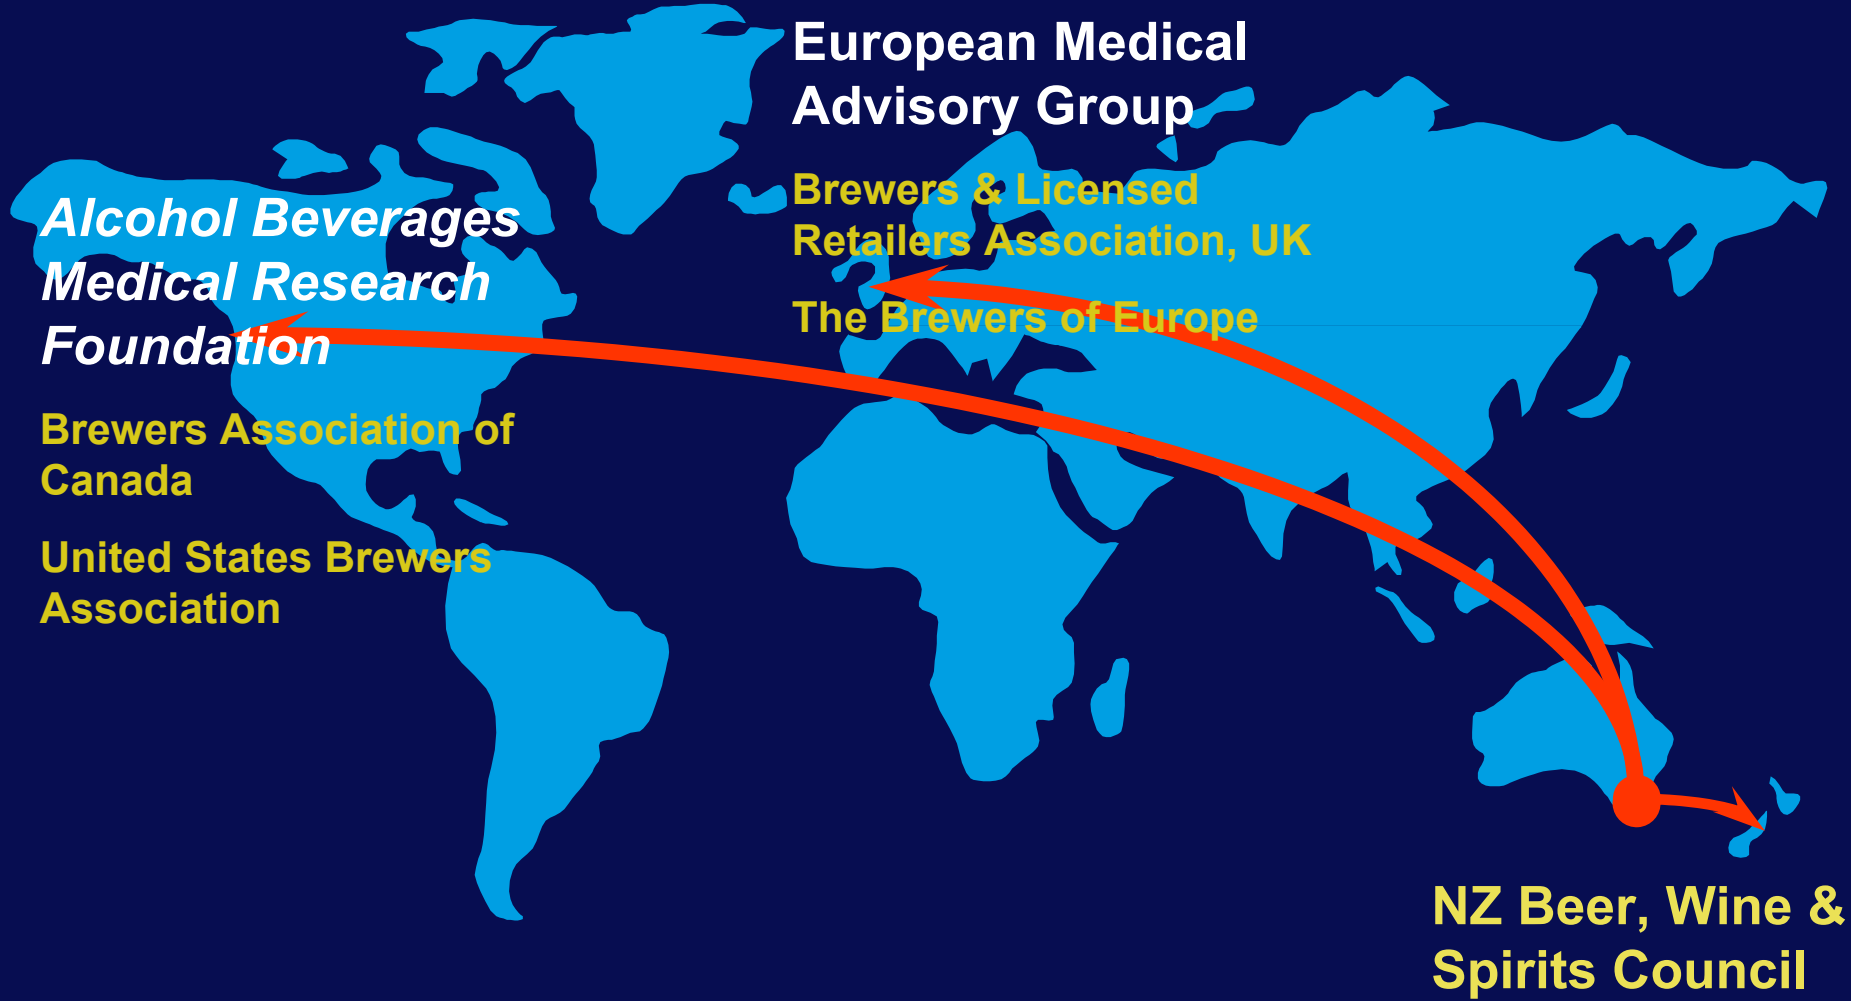 Alcohol Beverages
Medical Research
Foundation
Brewers Association of
Canada
United States Brewers
Association
European Medical
Advisory Group
Brewers & Licensed
Retailers Association, UK
The Brewers of Europe
NZ Beer, Wine &
Spirits Council